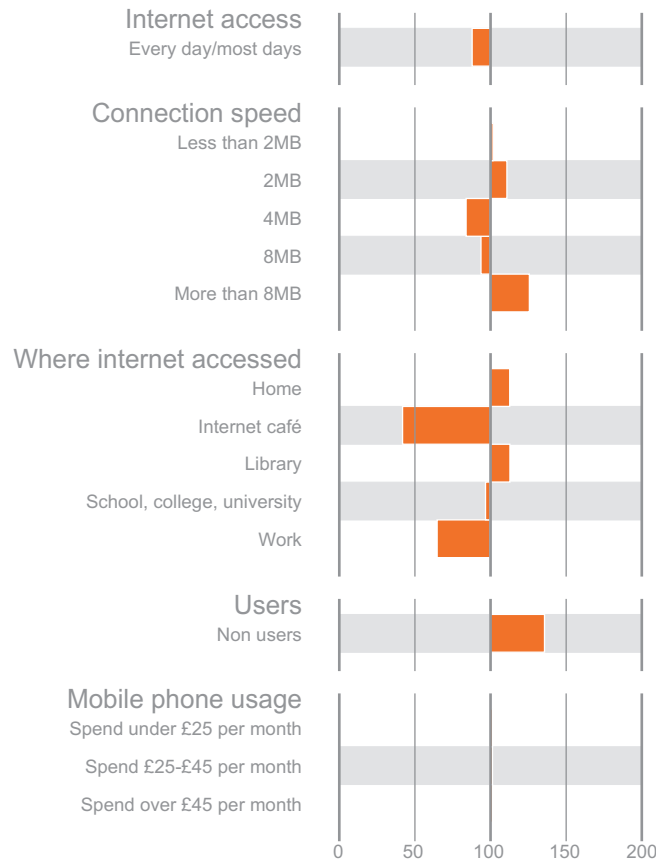 Internet access
Every day/most days
Connection speed
Less than 2MB
2MB
4MB
8MB
More than 8MB
Where internet accessed
Home
Internet café
Library
School, college, university
Work
Users
Non users
Mobile phone usage
Spend under £25 per month
Spend £25-£45 per month
Spend over £45 per month
0 50 100 150 200